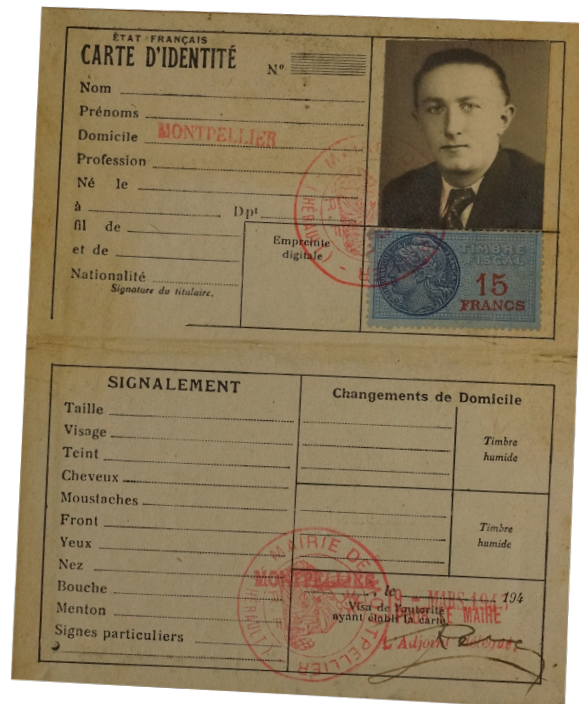 ÉTAT FRANÇAIS
CARTE D'IDENTITÉ
N°
Nom
Prénoms
Domicile MONTPELLIER
Profession
Né le
à Dpt
fil de
et de
Nationalité
Signature du titulaire.
Empreinte
digitale
TIMBRE
FISCAL
15
FRANCS
SIGNALEMENT
Taille
Visage
Teint
Cheveux
Moustaches
Front
Yeux
Nez
Bouche
Menton
Signes particuliers
Changements de Domicile
Timbre
humide
Timbre
humide
MAIRIE DE MONTPELLIER
(HÉRAULT)
MONTPELLIER, le 19 - MARS 194
Visa de l'autorité
ayant établi la carte
LE MAIRE
L'Adjoint